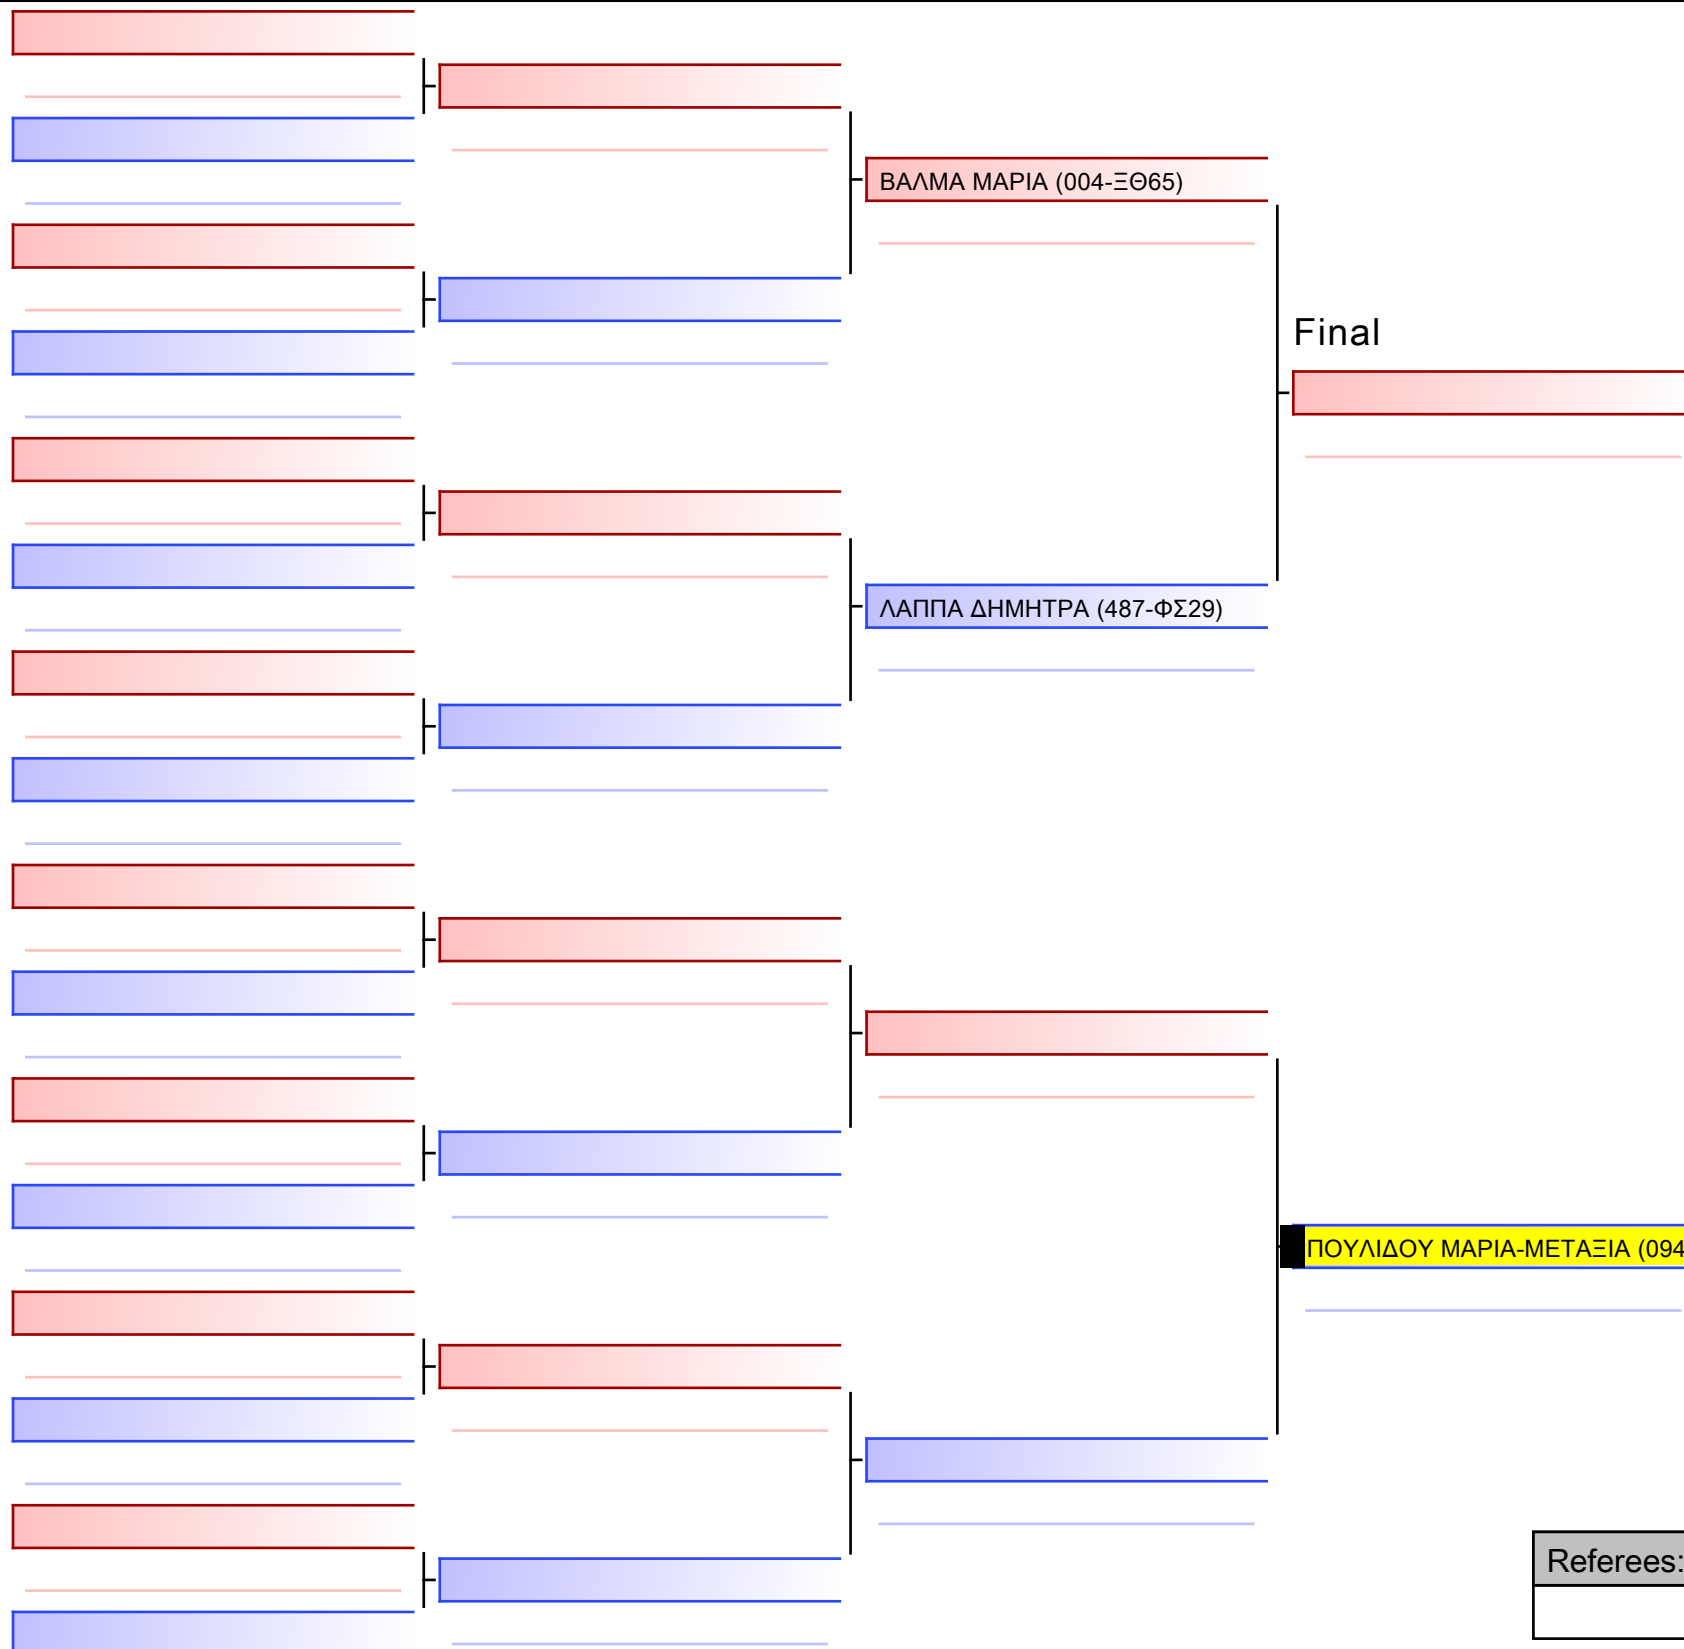 ΒΑΛΜΑ ΜΑΡΙΑ (004-ΞΘ65)
Final
ΛΑΠΠΑ ΔΗΜΗΤΡΑ (487-ΦΣ29)
ΠΟΥΛΙΔΟΥ ΜΑΡΙΑ-ΜΕΤΑΞΙΑ (094
Referees: